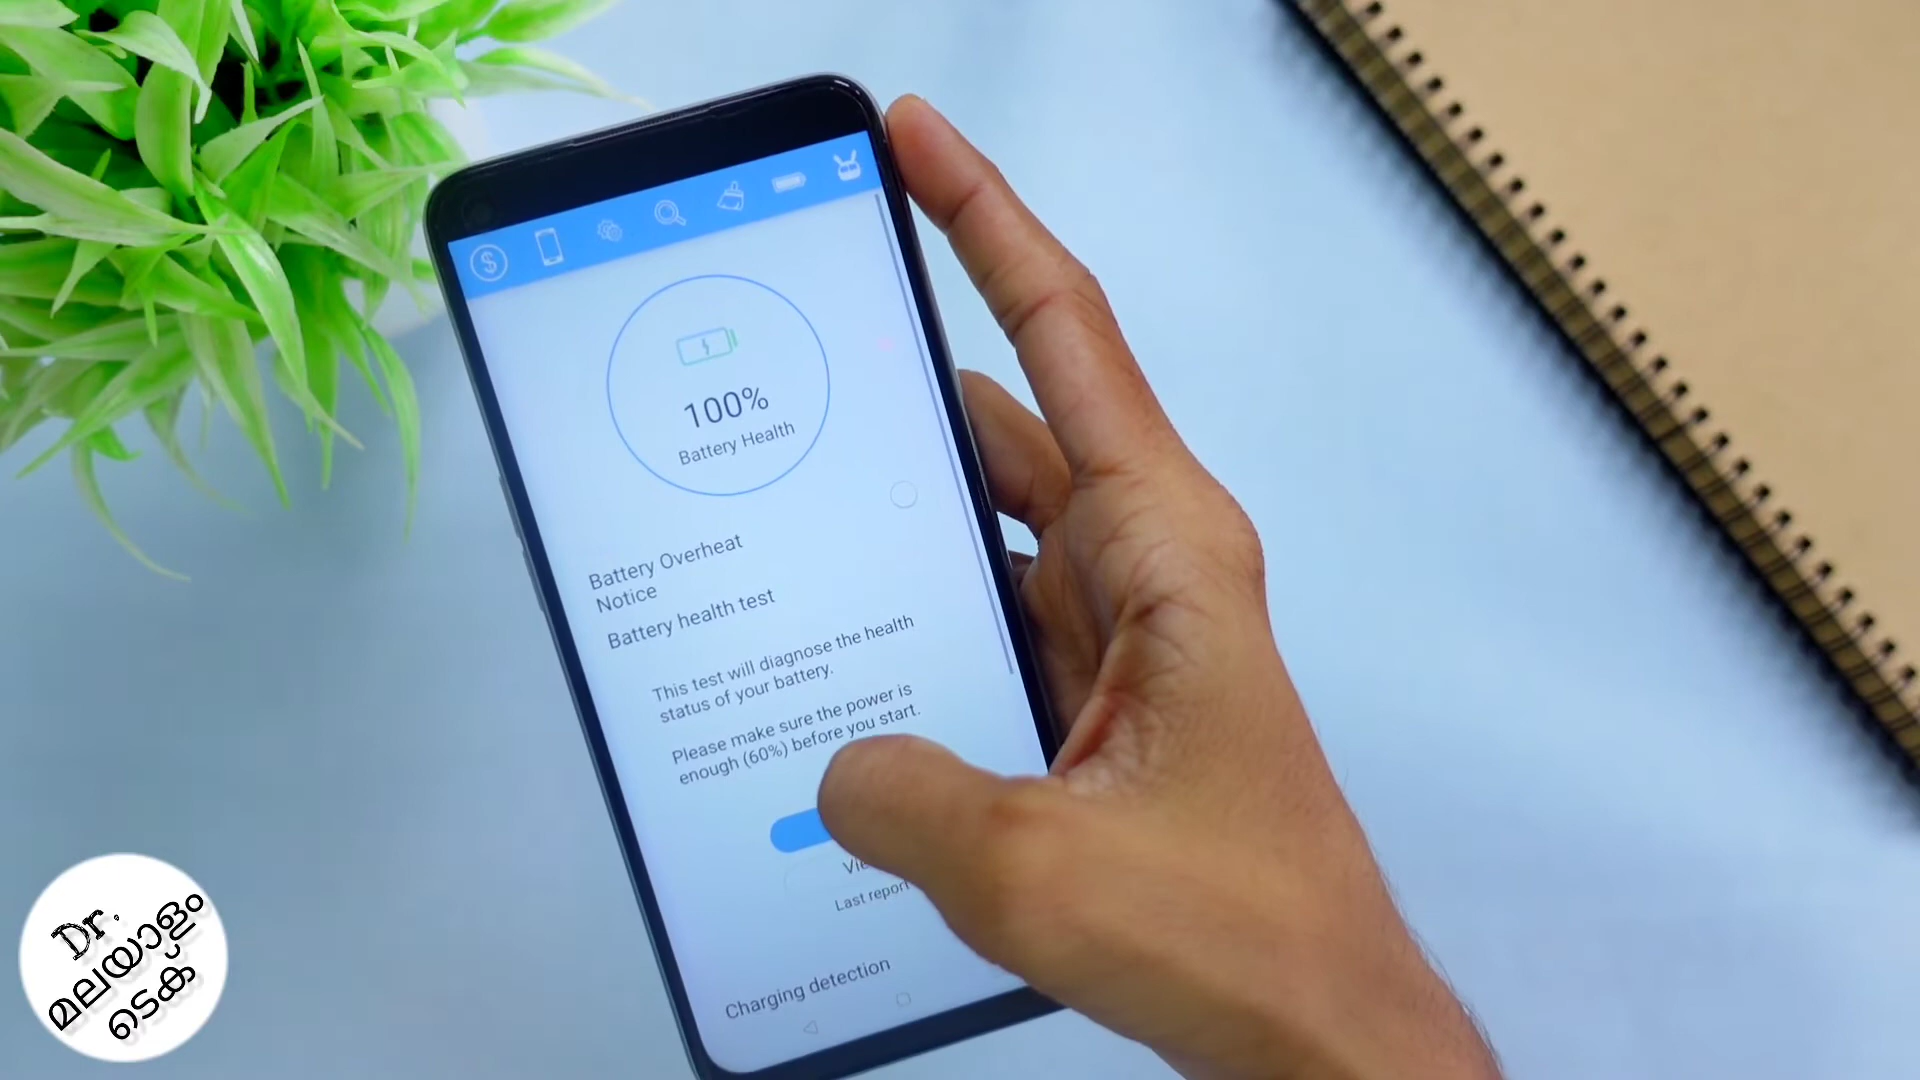 100%
Battery Health
Battery Overheat
Notice
Battery health test
This test will diagnose the health
status of your battery.
Please make sure the power is
enough (60%) before you start.
Last report
Charging detection
Dr.
മലയാളം
ടെക്